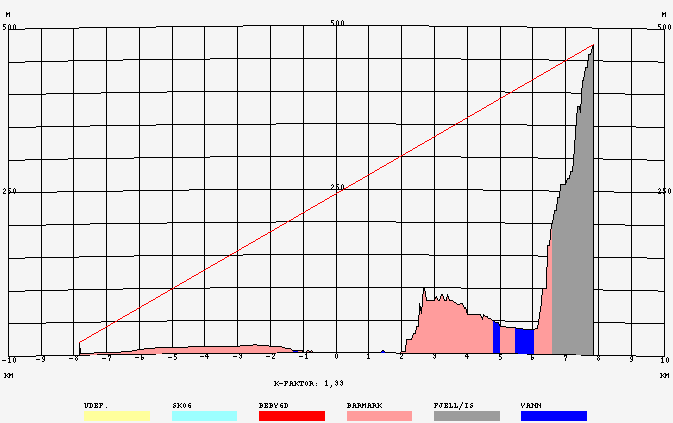 M 500 M
500 500
250
250 250
-10 -9 -8 -7 -6 -5 -4 -3 -2 -1 0 1 2 3 4 5 6 7 8 9 10
KM KM
K-FAKTOR: 1,33
UDEF. SKOG BEBYGD BARMARK FJELL/IS VANN